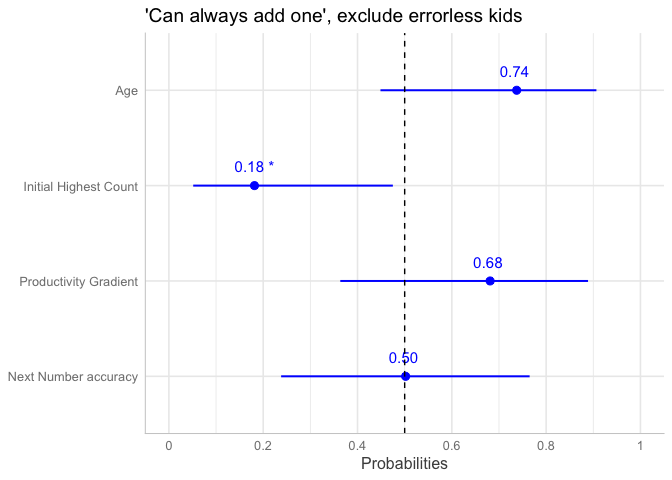 'Can always add one', exclude errorless kids
Age
0.74
Initial Highest Count
0.18 *
Productivity Gradient
0.68
Next Number accuracy
0.50
0 0.2 0.4 0.6 0.8 1
Probabilities